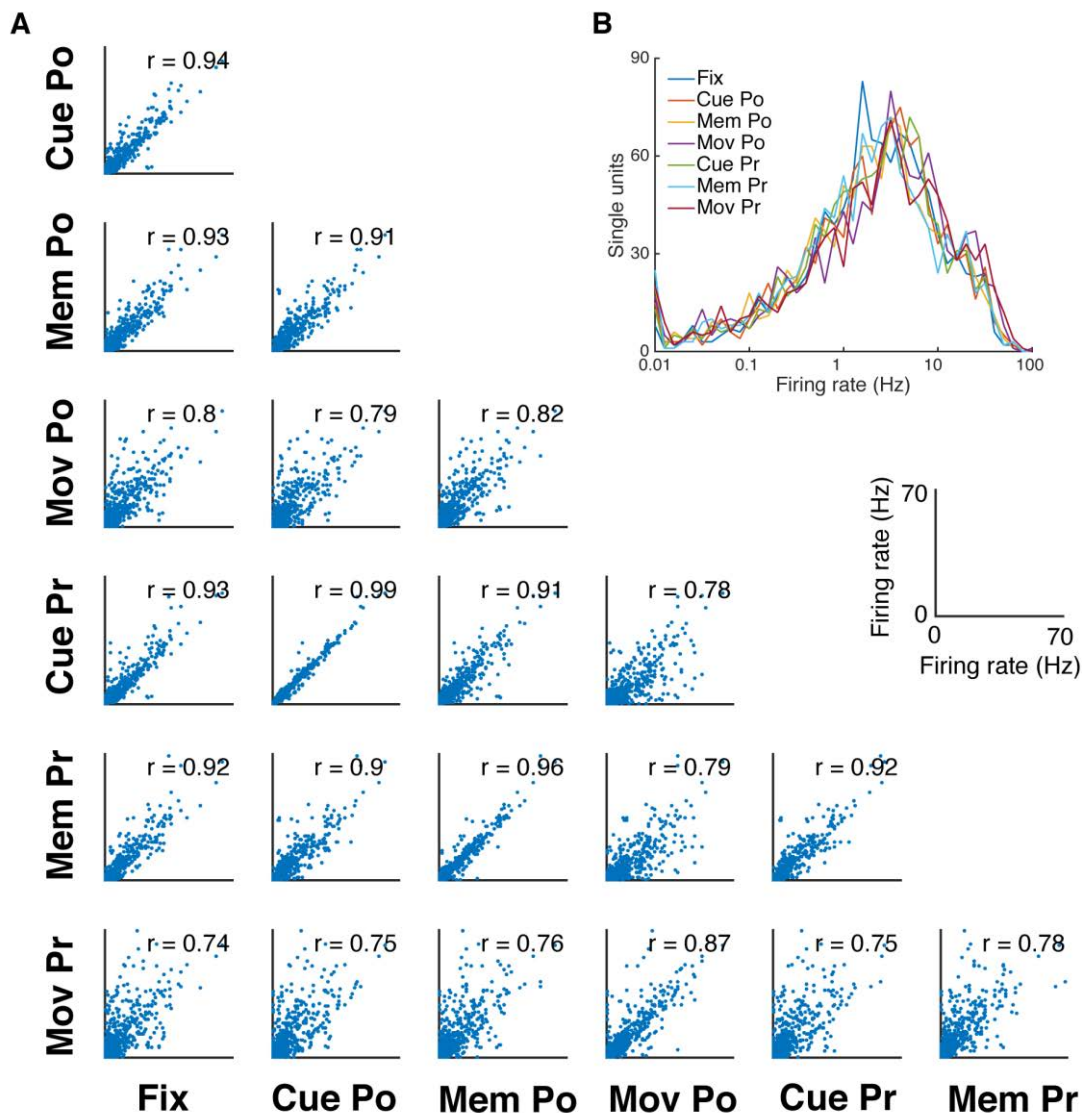 A
B
Cue Po
r = 0.94
90
60
30
0
Single units
Fix
Cue Po
Mem Po
Mov Po
Cue Pr
Mem Pr
Mov Pr
0.01
0.1
1
10
100
Firing rate (Hz)
Mem Po
r = 0.93
r = 0.91
Mov Po
r = 0.8
r = 0.79
r = 0.82
70
0
Firing rate (Hz)
0
70
Firing rate (Hz)
Cue Pr
r = 0.93
r = 0.99
r = 0.91
r = 0.78
Mem Pr
r = 0.92
r = 0.9
r = 0.96
r = 0.79
r = 0.92
Mov Pr
r = 0.74
r = 0.75
r = 0.76
r = 0.87
r = 0.75
r = 0.78
Fix
Cue Po
Mem Po
Mov Po
Cue Pr
Mem Pr